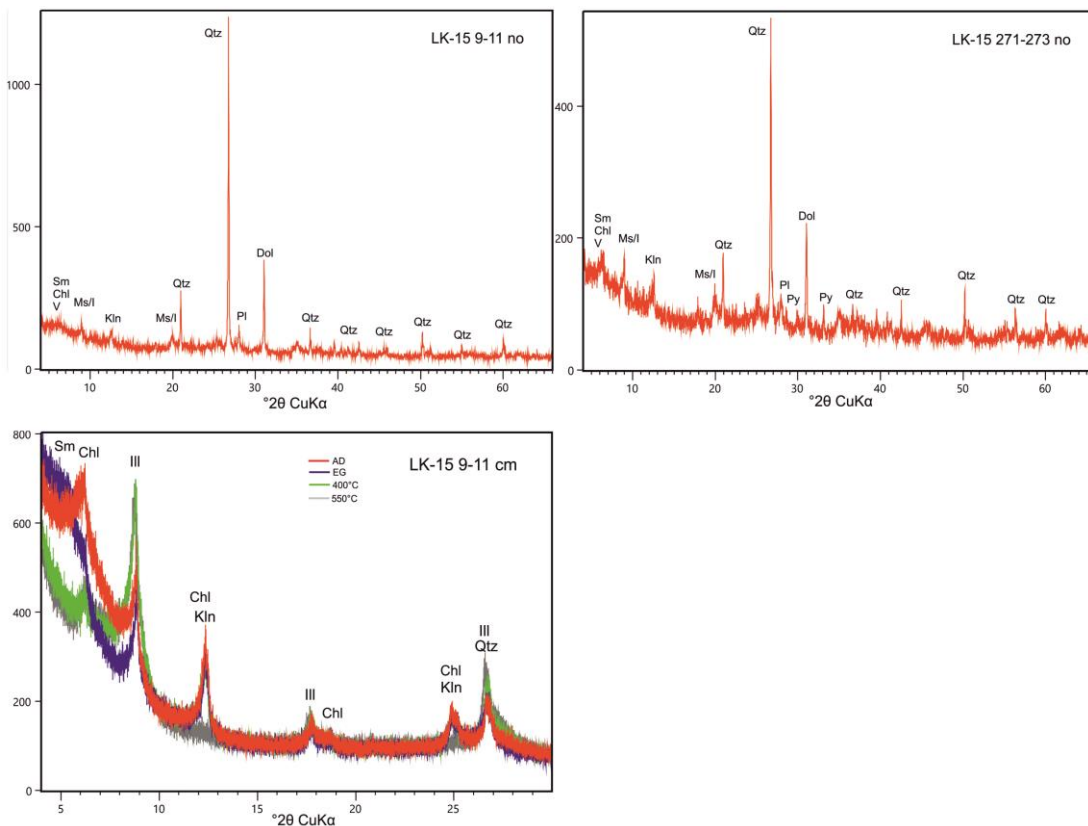 LK-15 9-11 no
Qtz
1000
500
0
Sm
Chl
V
Ms/I
Kln
Ms/I
Qtz
Pl
Dol
Qtz
Qtz
Qtz
Qtz
Qtz
Qtz
10
20
30
40
50
60
°2θ CuKα
LK-15 271-273 no
Qtz
400
200
0
Sm
Chl
V
Ms/I
Kln
Ms/I
Qtz
Pl
Py
Dol
Py
Qtz
Qtz
Qtz
Qtz
Qtz
10
20
30
40
50
60
°2θ CuKα
LK-15 9-11 cm
AD
EG
400°C
550°C
800
600
400
200
0
Sm
Chl
Ill
Chl
Kln
Ill
Chl
Chl
Kln
Ill
Qtz
5
10
15
20
25
°2θ CuKα